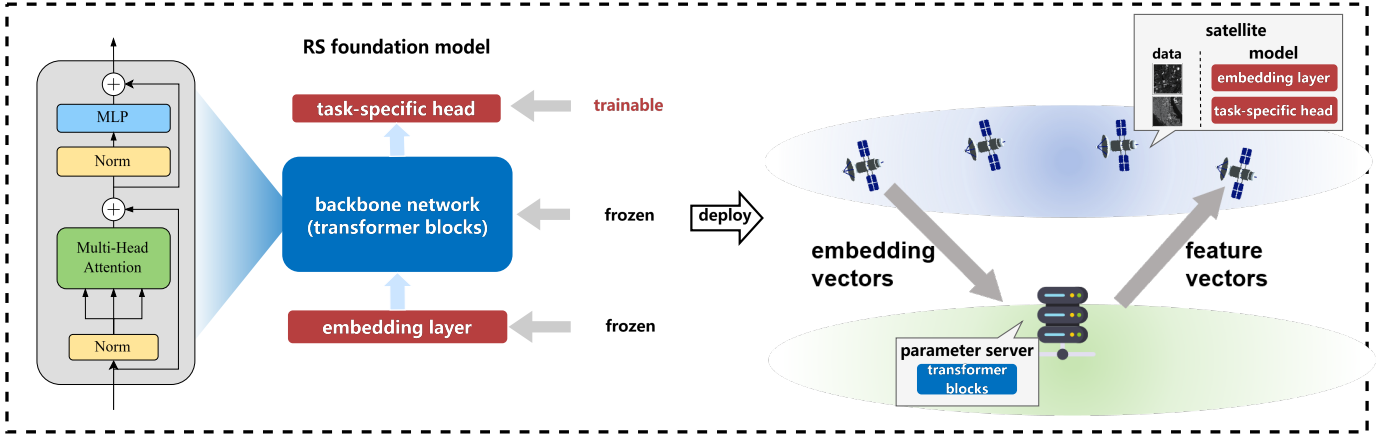 MLP
Norm
Multi-Head
Attention
Norm
RS foundation model
task-specific head
trainable
backbone network
(transformer blocks)
frozen
embedding layer
frozen
deploy
satellite
data
model
embedding layer
task-specific head
embedding
vectors
feature
vectors
parameter server
transformer
blocks